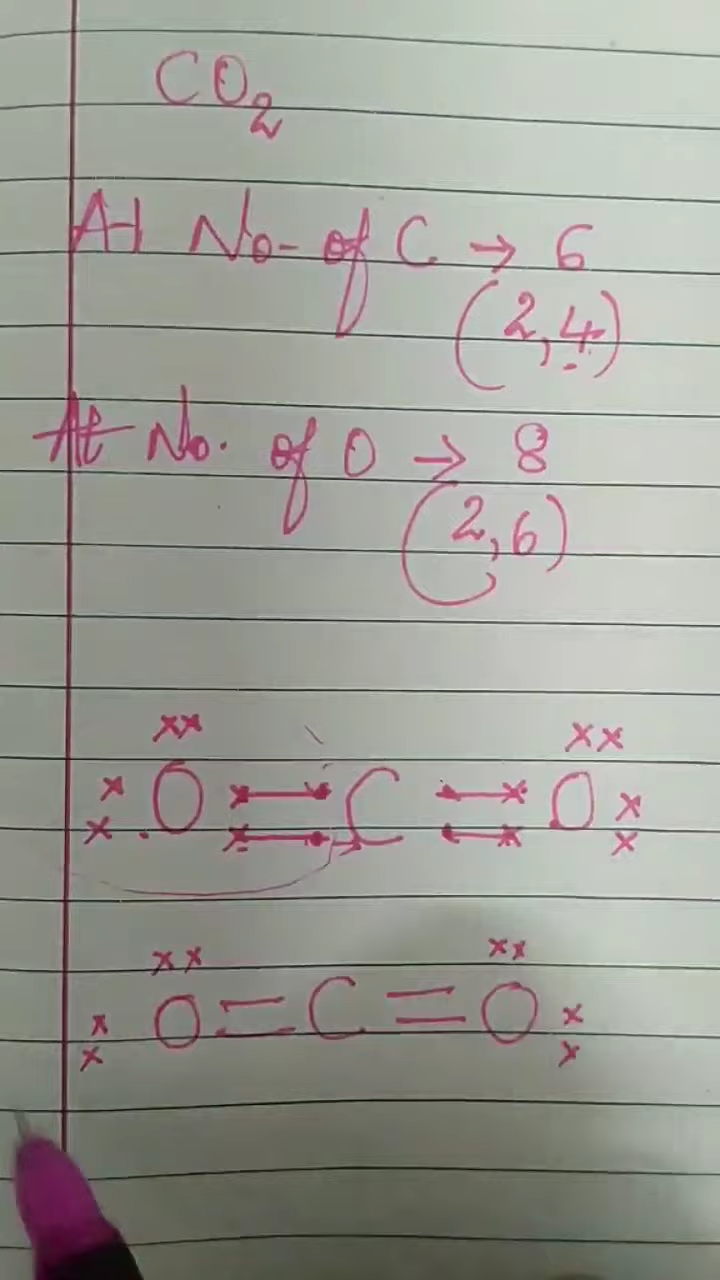 CO₂
At No- of C → 6
(2,4)
At No. of O → 8
(2,6)
xx xx
x O x x C x x O x
x x x x x x
xx xx
x O = C = O x
x x